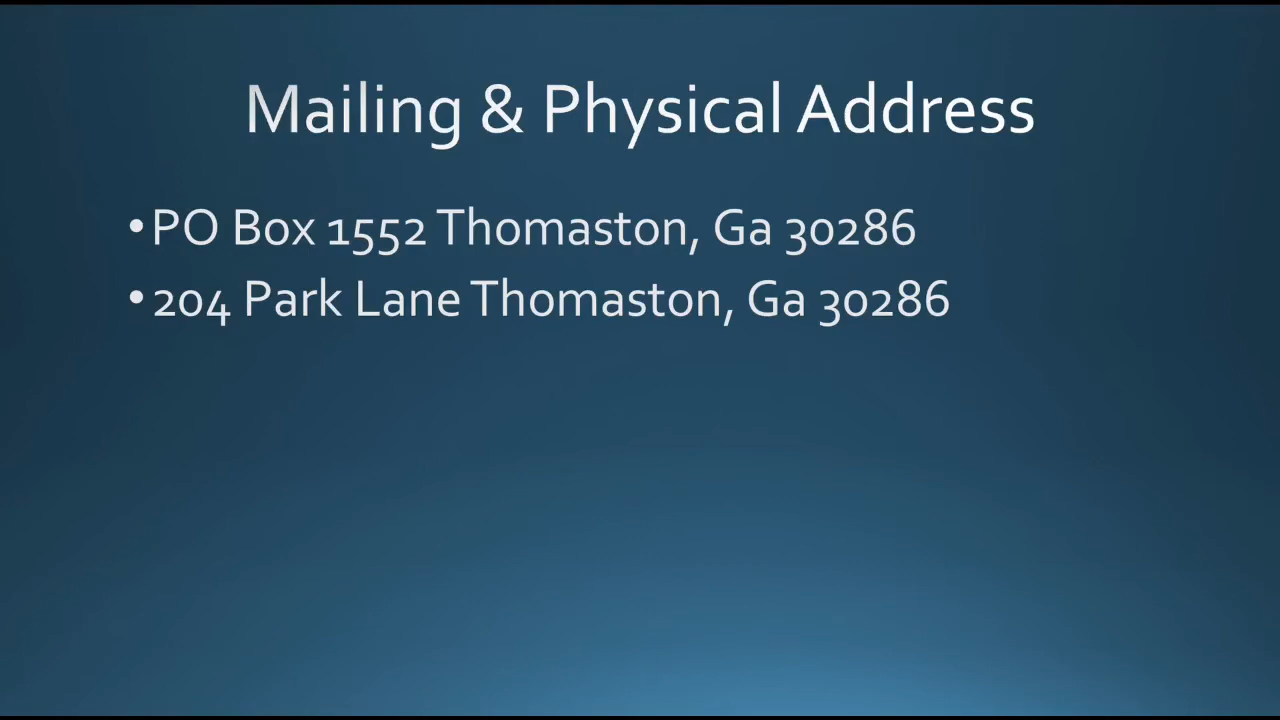 Mailing & Physical Address
•PO Box 1552 Thomaston, Ga 30286
•204 Park Lane Thomaston, Ga 30286